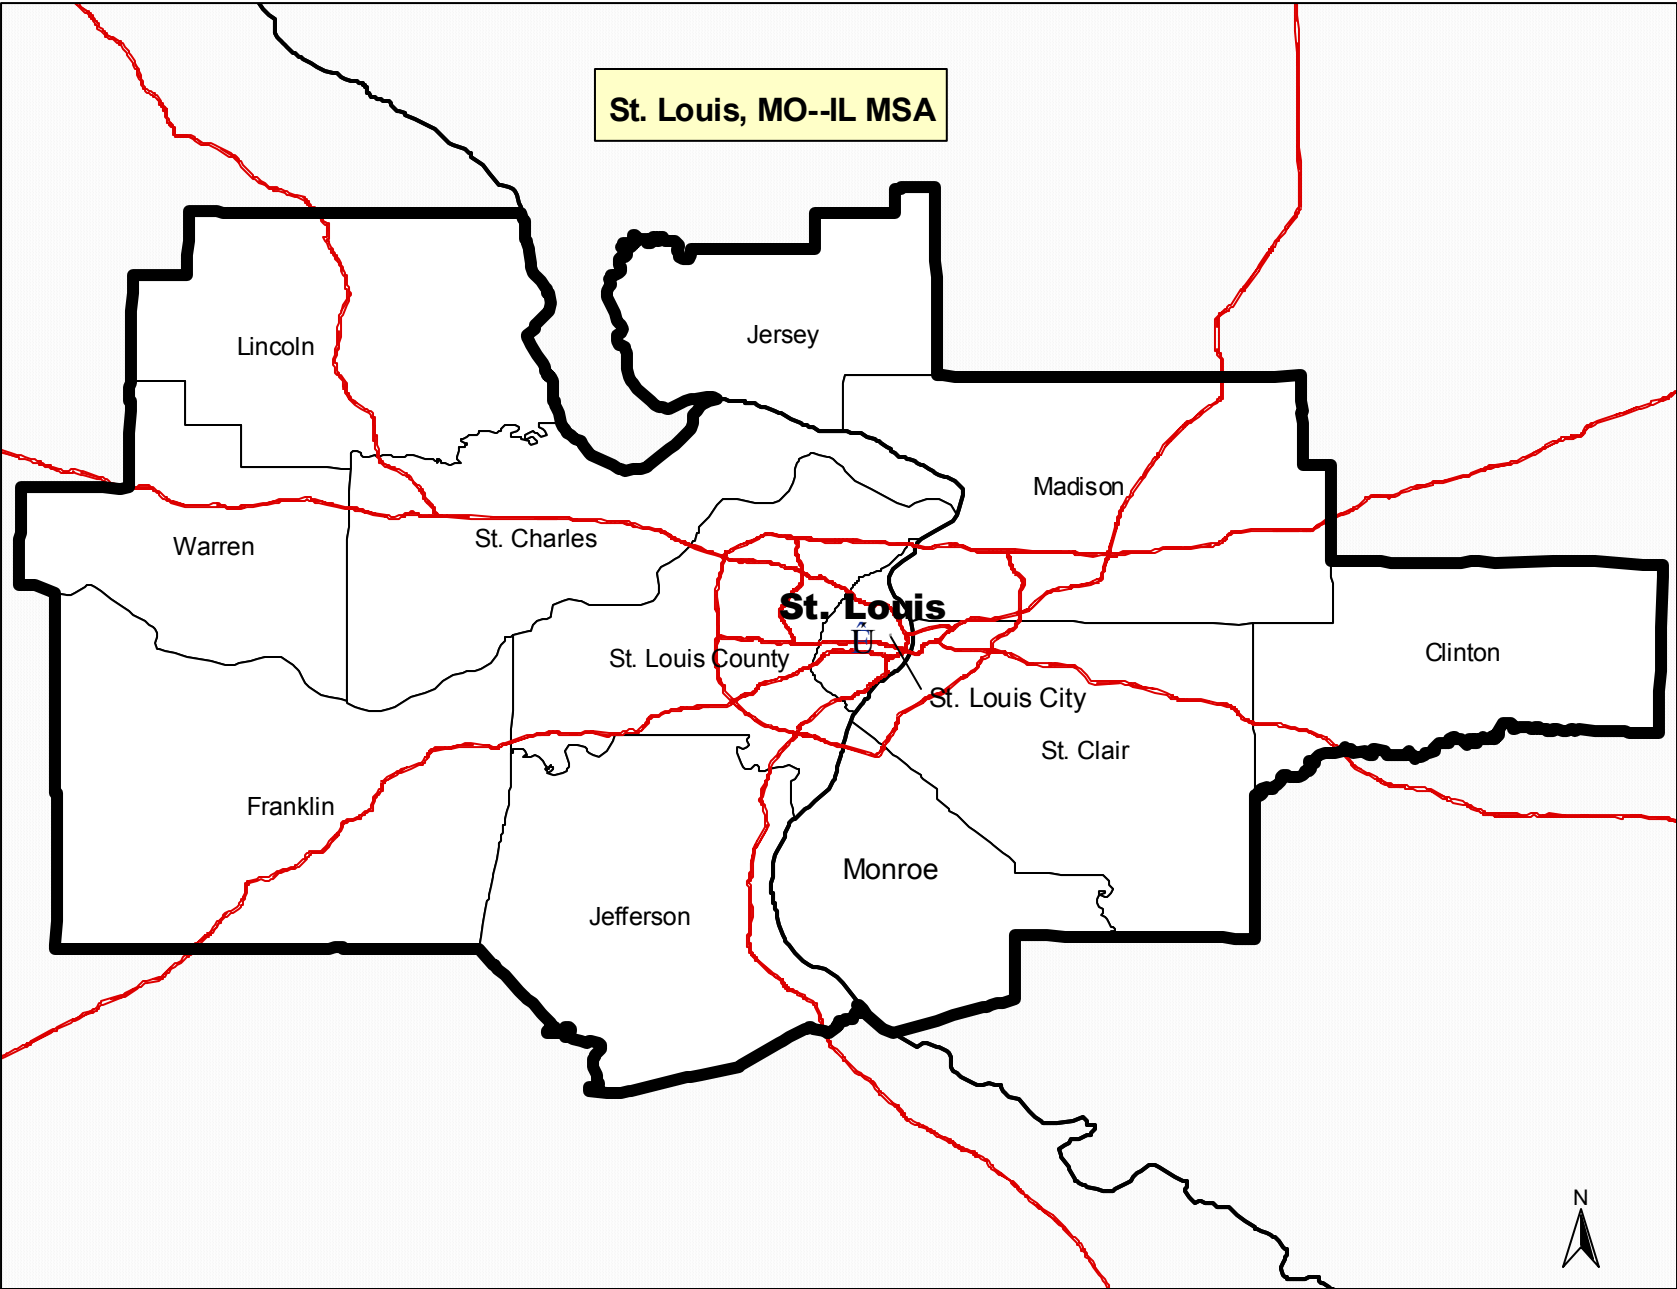 St. Louis, MO--IL MSA
Jersey
Lincoln
Madison
St. Charles
Warren
St. Louis
U
St. Louis County
Clinton
St. Louis City
St. Clair
Franklin
Monroe
Jefferson
N